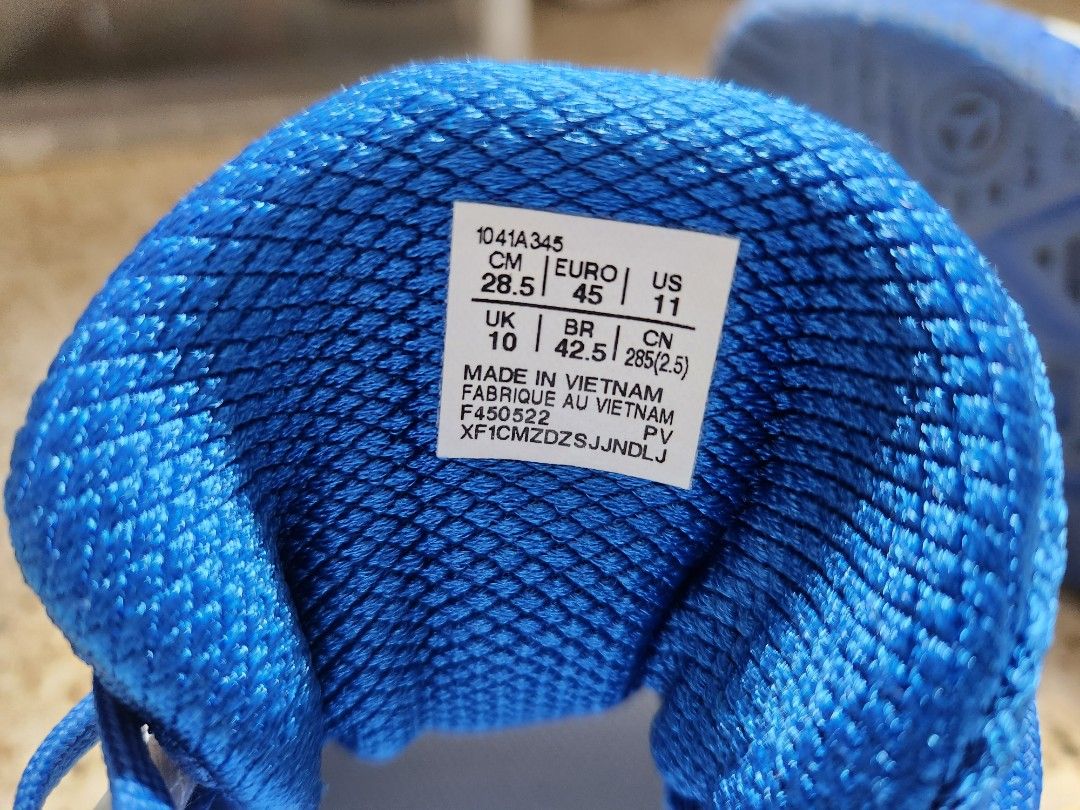 1041A345
CM | EURO | US
28.5 | 45 | 11
UK | BR | CN
10 | 42.5 | 285(2.5)
MADE IN VIETNAM
FABRIQUE AU VIETNAM
F450522 PV
XF1CMZDZSJJNDLJ